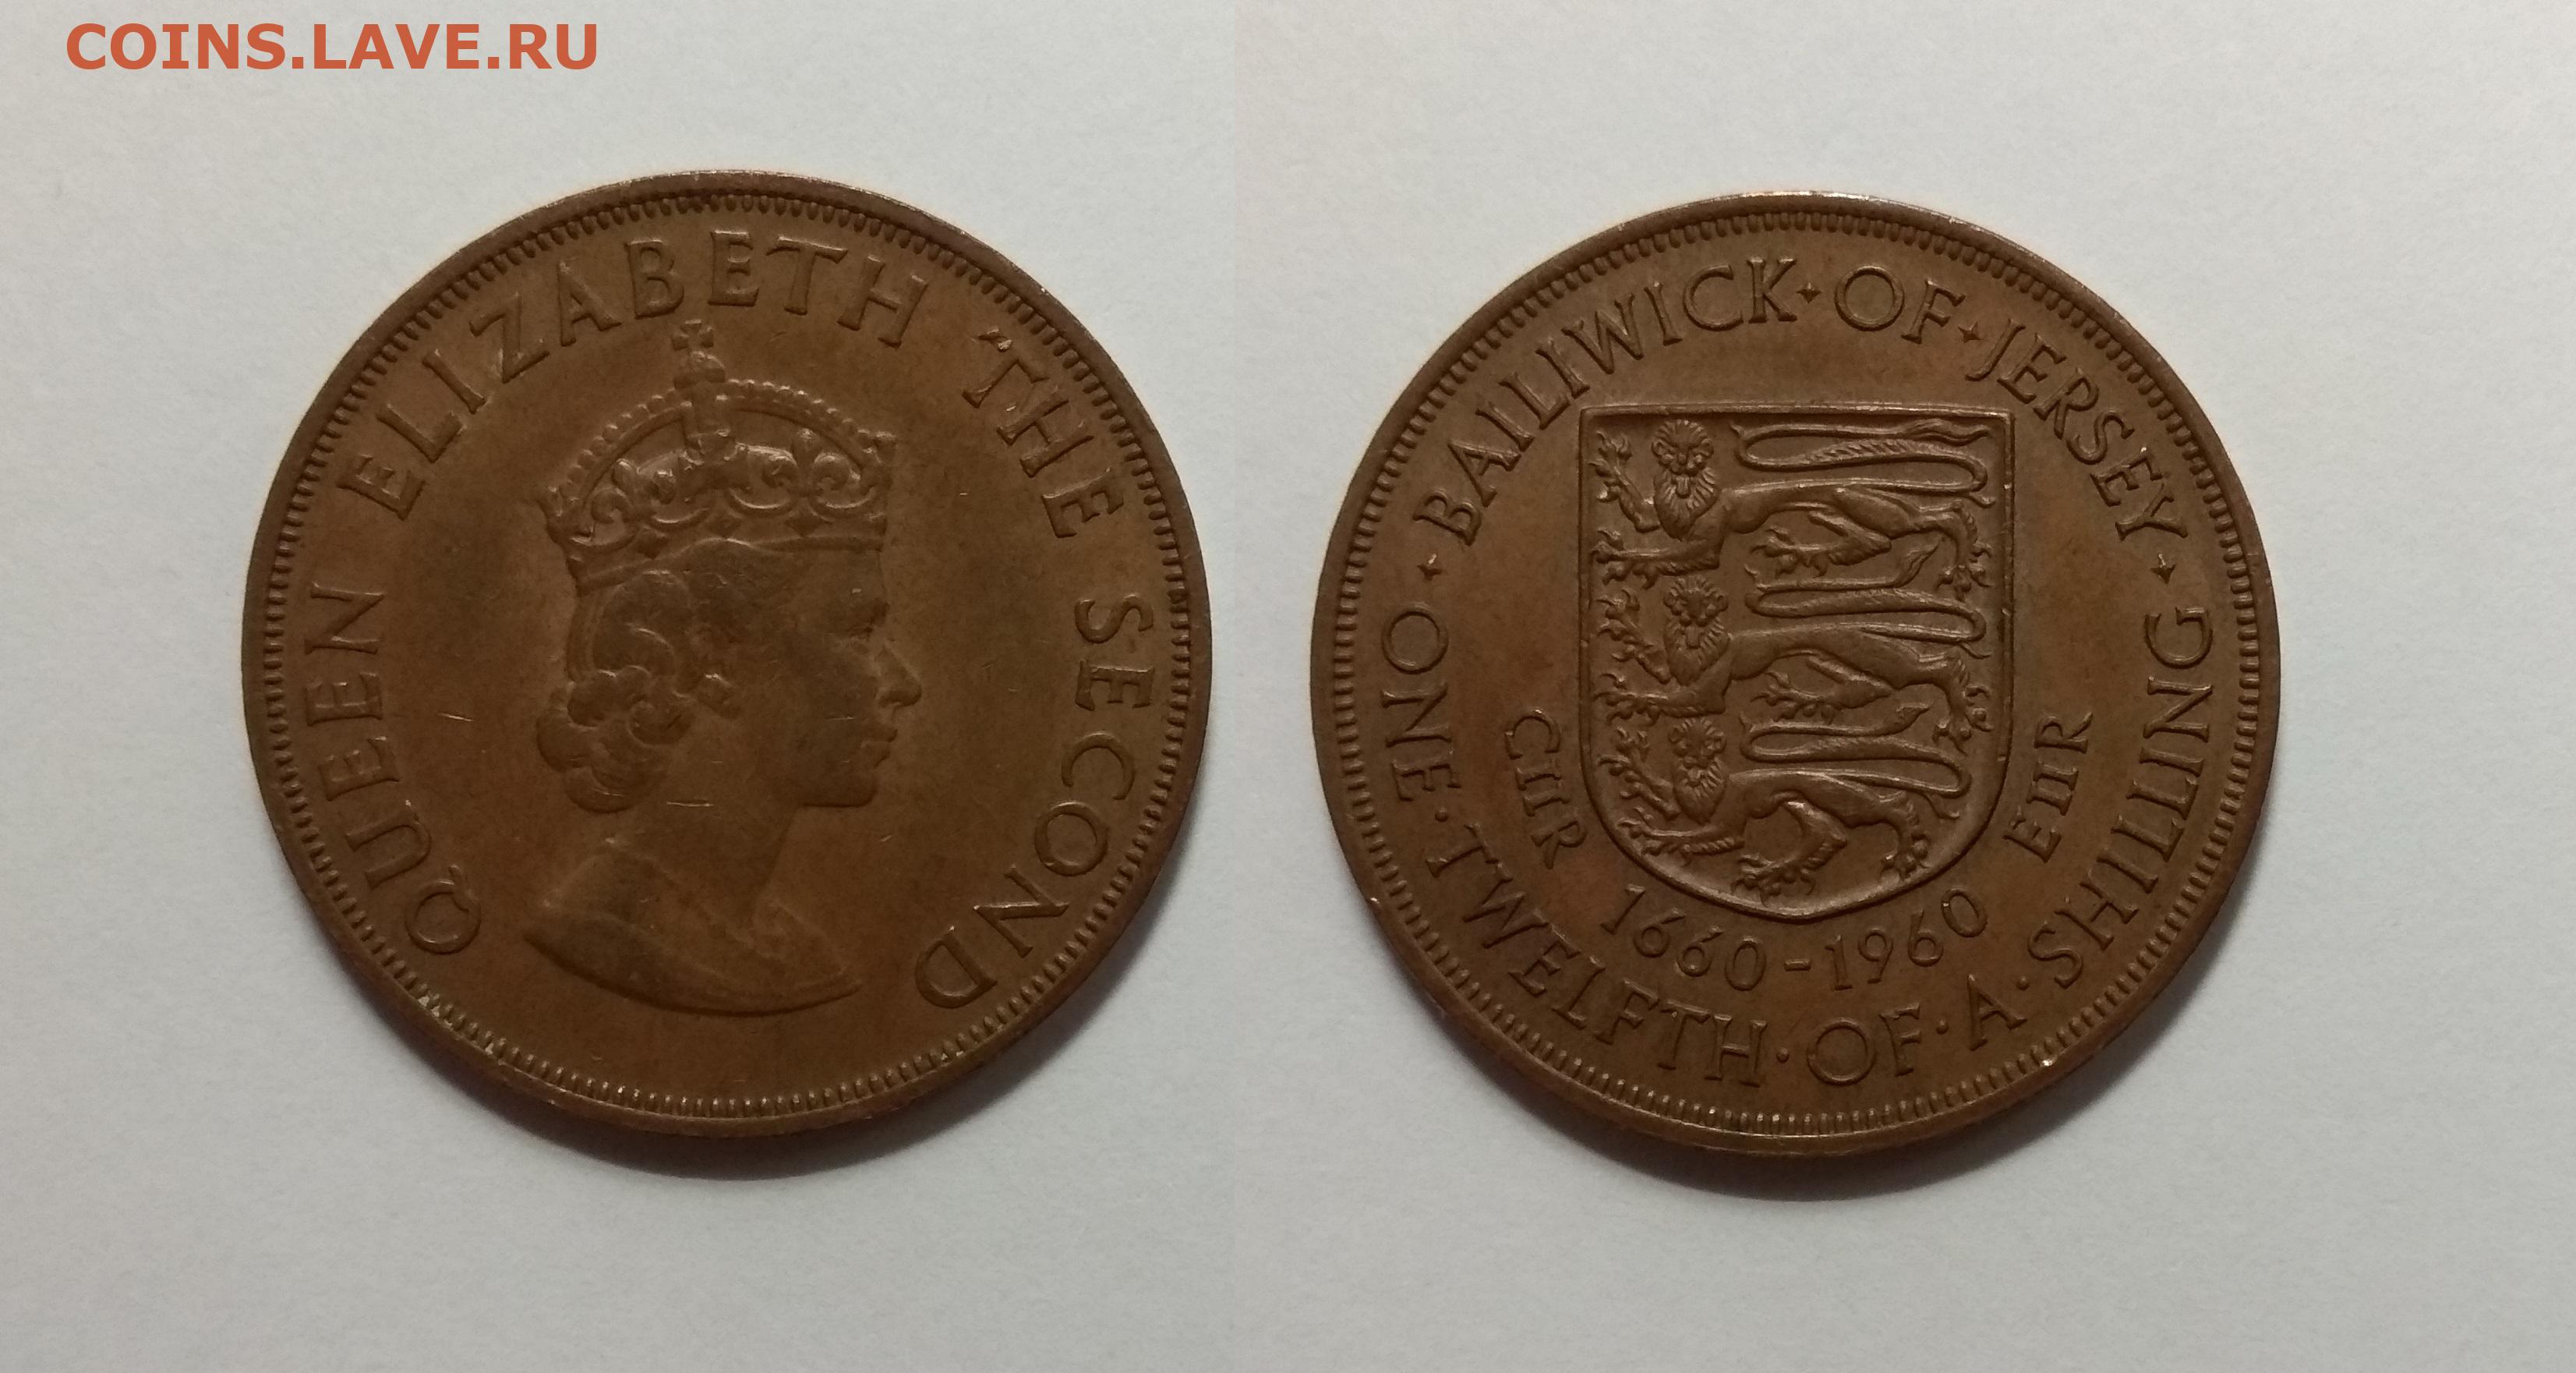 COINS.LAVE.RU
QUEEN ELIZABETH THE SECOND
BAILIWICK · OF · JERSEY
ONE · TWELFTH · OF · A · SHILLING
CIIR
EIIR
1660-1960